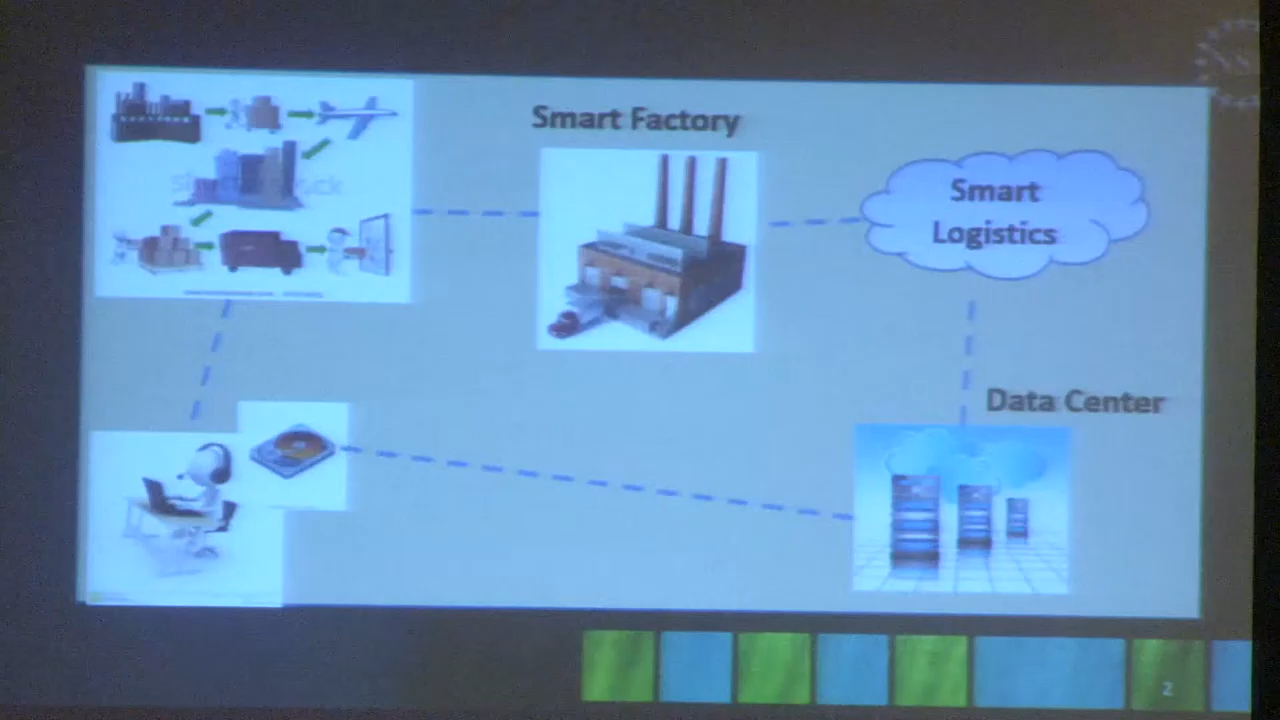 Smart Factory
Smart
Logistics
Data Center
2